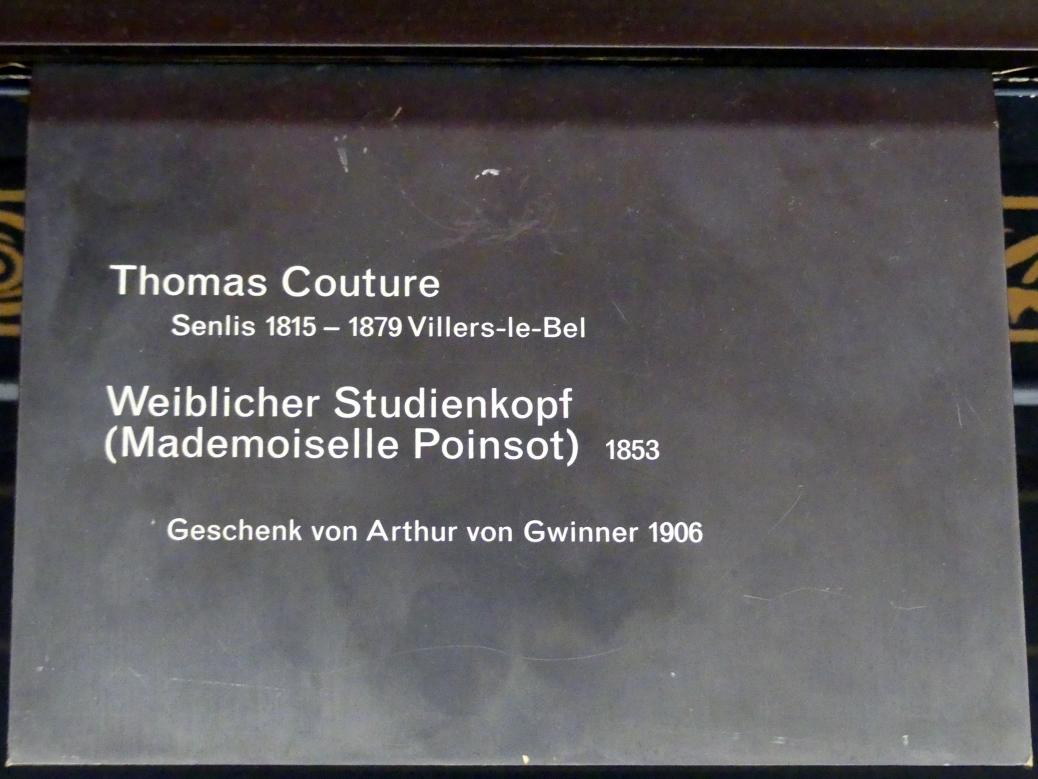 Thomas Couture
Senlis 1815 – 1879 Villers-le-Bel
Weiblicher Studienkopf
(Mademoiselle Poinsot) 1853
Geschenk von Arthur von Gwinner 1906